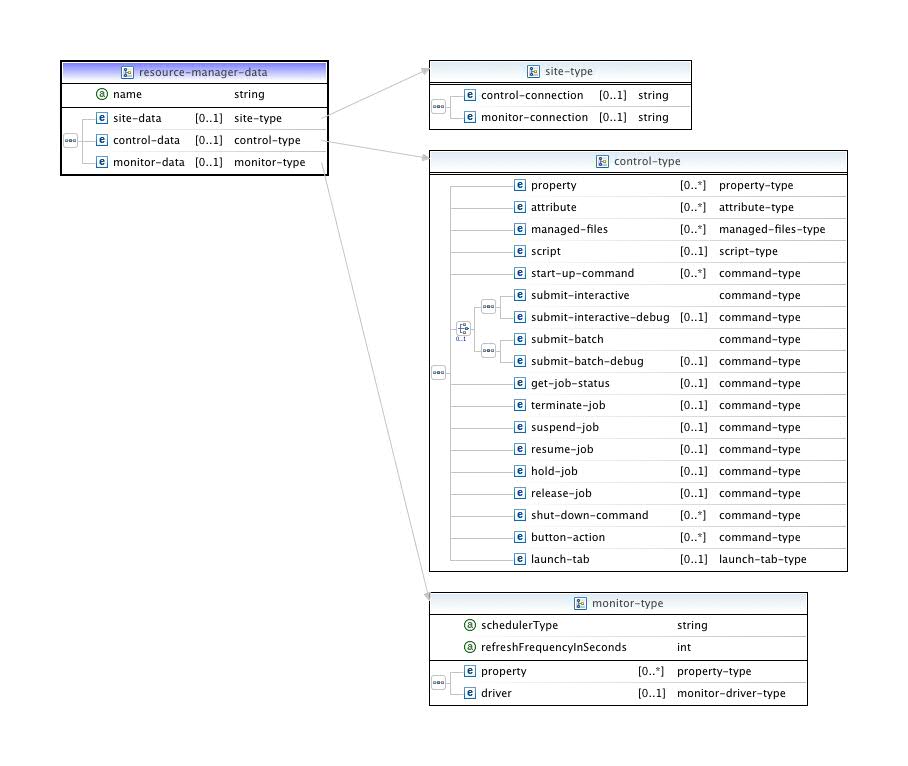 resource-manager-data
name string
site-data [0..1] site-type
control-data [0..1] control-type
monitor-data [0..1] monitor-type
site-type
control-connection [0..1] string
monitor-connection [0..1] string
control-type
property [0..*] property-type
attribute [0..*] attribute-type
managed-files [0..*] managed-files-type
script [0..1] script-type
start-up-command [0..*] command-type
submit-interactive command-type
submit-interactive-debug [0..1] command-type
0..1
submit-batch command-type
submit-batch-debug [0..1] command-type
get-job-status [0..1] command-type
terminate-job [0..1] command-type
suspend-job [0..1] command-type
resume-job [0..1] command-type
hold-job [0..1] command-type
release-job [0..1] command-type
shut-down-command [0..*] command-type
button-action [0..*] command-type
launch-tab [0..1] launch-tab-type
monitor-type
schedulerType string
refreshFrequencyInSeconds int
property [0..*] property-type
driver [0..1] monitor-driver-type